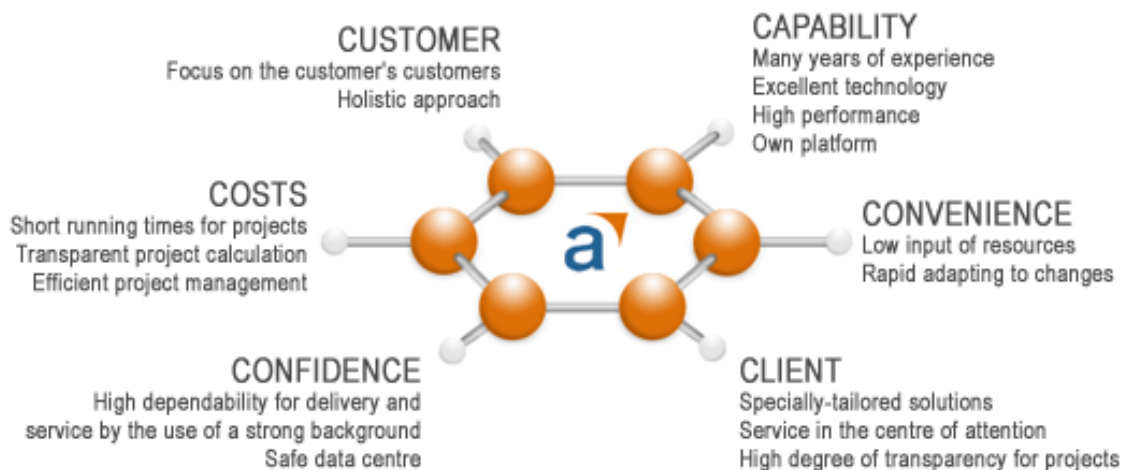 CUSTOMER
Focus on the customer's customers
Holistic approach
CAPABILITY
Many years of experience
Excellent technology
High performance
Own platform
COSTS
Short running times for projects
Transparent project calculation
Efficient project management
a
CONVENIENCE
Low input of resources
Rapid adapting to changes
CONFIDENCE
High dependability for delivery and
service by the use of a strong background
Safe data centre
CLIENT
Specially-tailored solutions
Service in the centre of attention
High degree of transparency for projects